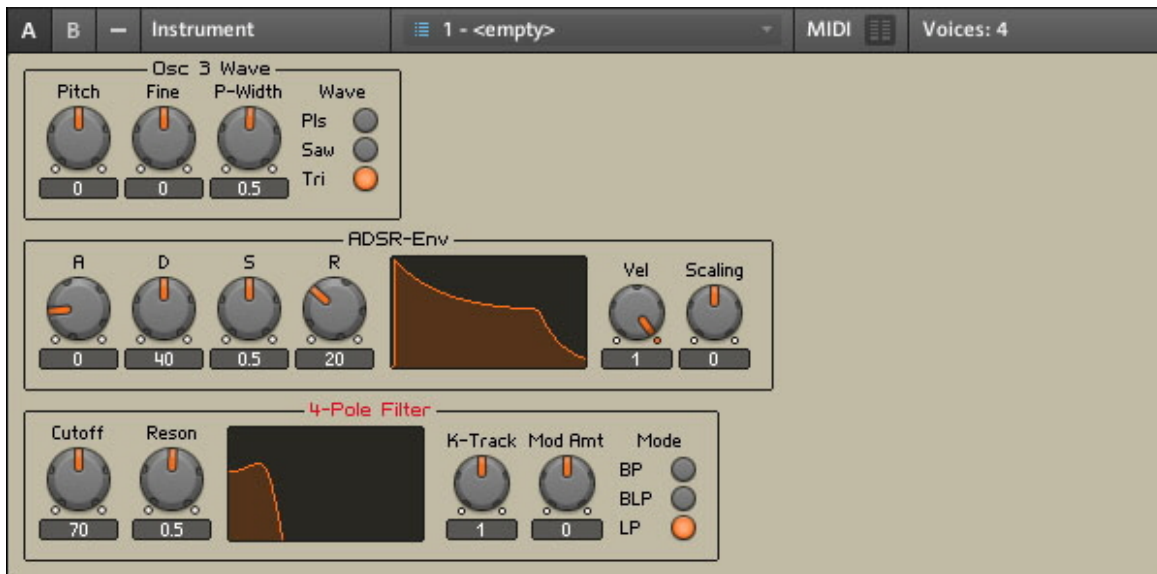 A B – Instrument 1 - <empty> MIDI Voices: 4
Osc 3 Wave
Pitch Fine P-Width Wave
Pls
Saw
Tri
0 0 0.5
ADSR-Env
A D S R Vel Scaling
0 40 0.5 20 1 0
4-Pole Filter
Cutoff Reson K-Track Mod Amt Mode
BP
BLP
LP
70 0.5 1 0